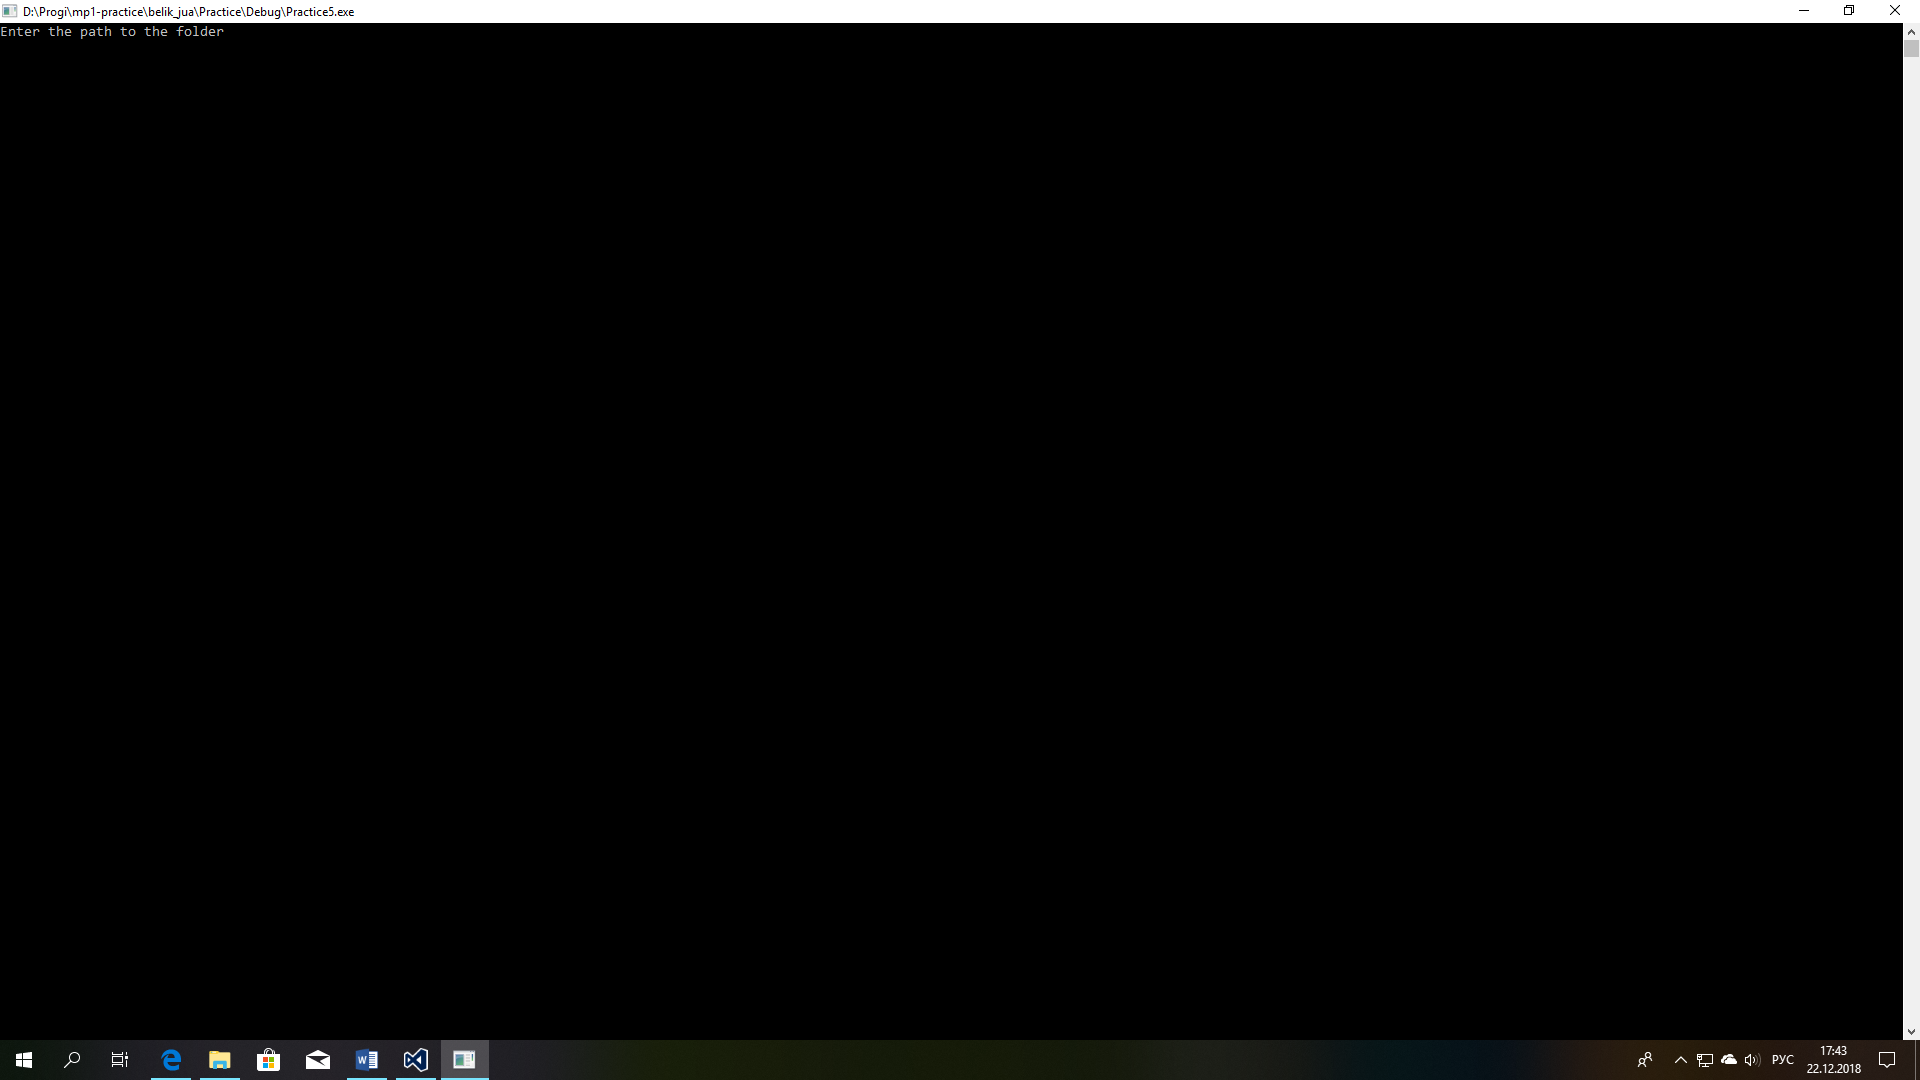 D:\Progi\mp1-practice\belik_jua\Practice\Debug\Practice5.exe
Enter the path to the folder
РУС
17:43
22.12.2018